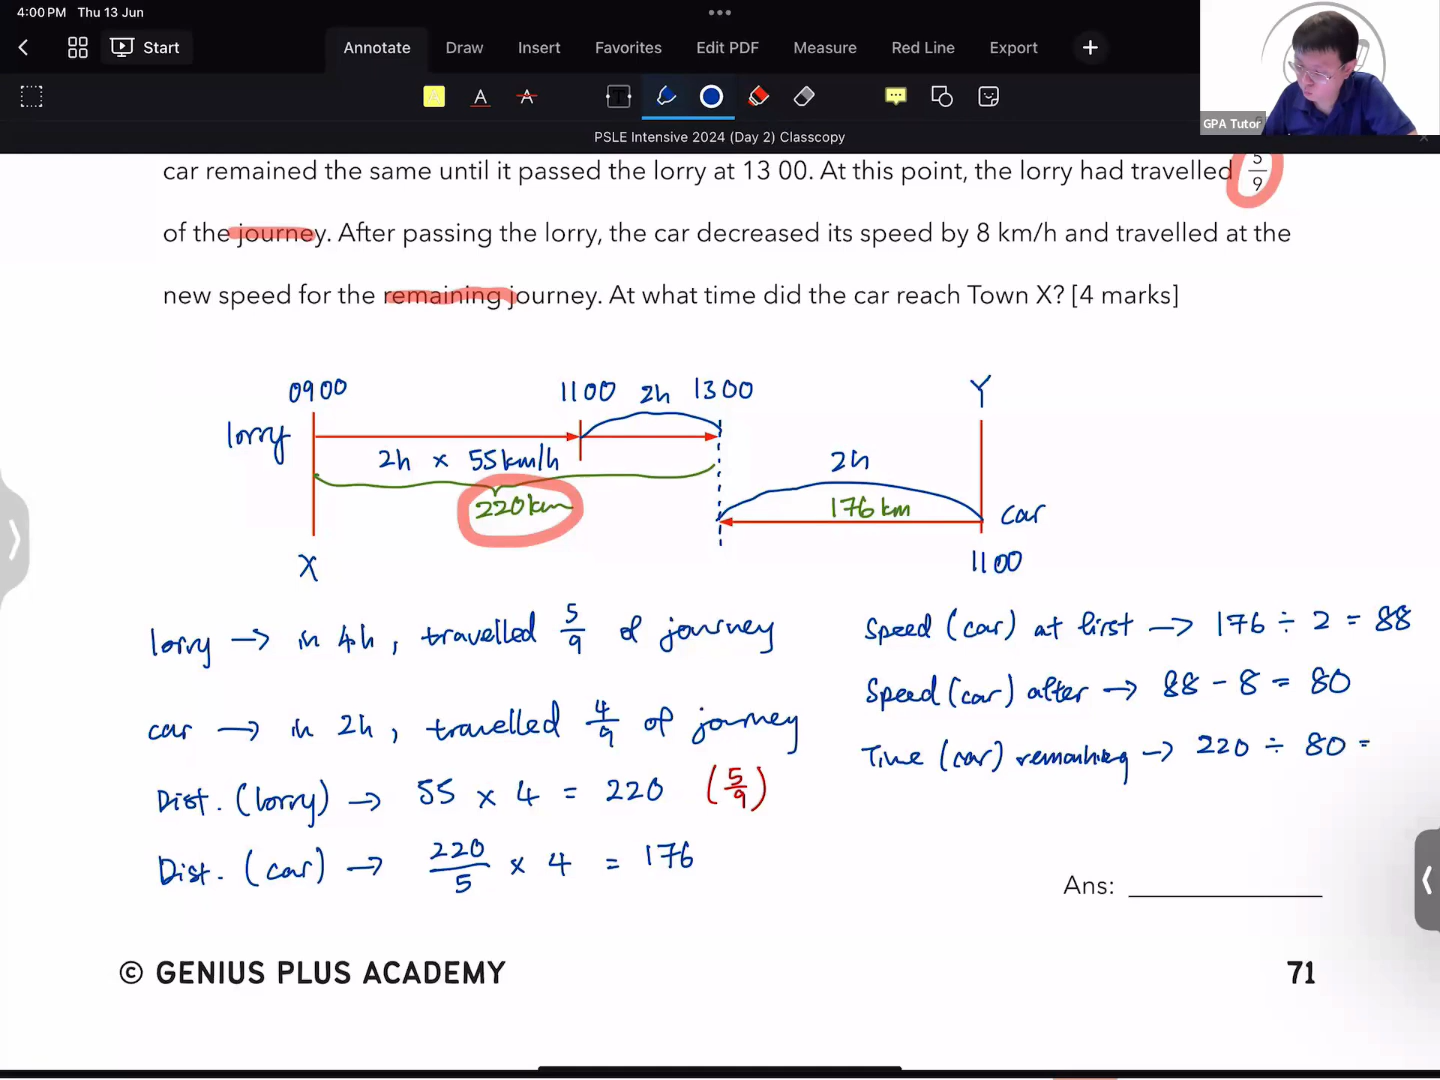 4:00 PM Thu 13 Jun
Start
Annotate Draw Insert Favorites Edit PDF Measure Red Line Export
GPA Tutor
PSLE Intensive 2024 (Day 2) Classcopy
car remained the same until it passed the lorry at 13 00. At this point, the lorry had travelled 5/9
of the journey. After passing the lorry, the car decreased its speed by 8 km/h and travelled at the
new speed for the remaining journey. At what time did the car reach Town X? [4 marks]
0900 1100 2h 1300 Y
lorry
2h x 55km/h 2h
220km 176km car
X 1100
lorry → in 4h, travelled 5/9 of journey
car → in 2h, travelled 4/9 of journey
Dist. (lorry) → 55 x 4 = 220 (5/9)
Dist. (car) → 220/5 x 4 = 176
Speed (car) at first → 176 ÷ 2 = 88
Speed (car) after → 88 - 8 = 80
Time (car) remaining → 220 ÷ 80 =
Ans:
© GENIUS PLUS ACADEMY 71